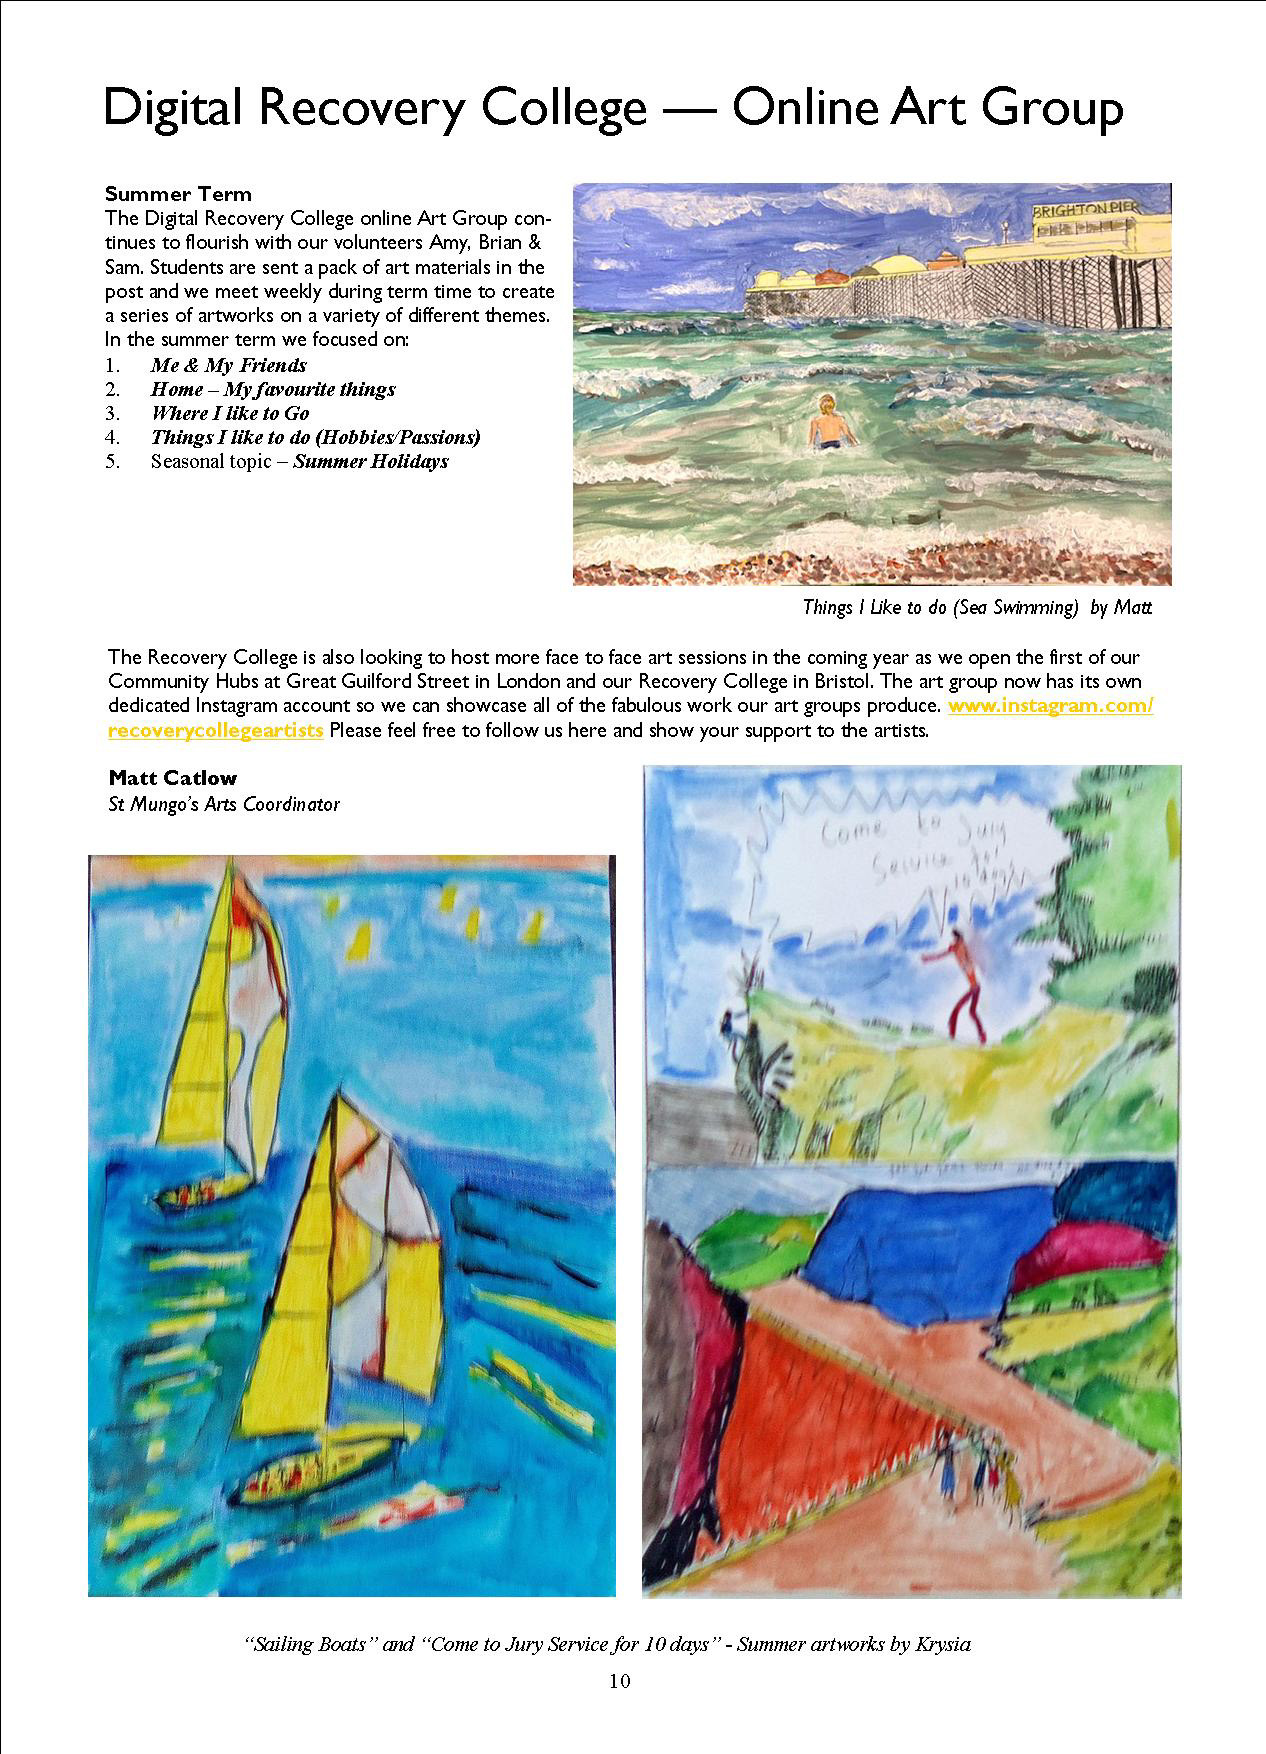 Digital Recovery College — Online Art Group
Summer Term
The Digital Recovery College online Art Group con-
tinues to flourish with our volunteers Amy, Brian &
Sam. Students are sent a pack of art materials in the
post and we meet weekly during term time to create
a series of artworks on a variety of different themes.
In the summer term we focused on:
1. Me & My Friends
2. Home – My favourite things
3. Where I like to Go
4. Things I like to do (Hobbies/Passions)
5. Seasonal topic – Summer Holidays
BRIGHTON PIER
Things I Like to do (Sea Swimming) by Matt
The Recovery College is also looking to host more face to face art sessions in the coming year as we open the first of our
Community Hubs at Great Guilford Street in London and our Recovery College in Bristol. The art group now has its own
dedicated Instagram account so we can showcase all of the fabulous work our art groups produce. www.instagram.com/
recoverycollegeartists Please feel free to follow us here and show your support to the artists.
Matt Catlow
St Mungo's Arts Coordinator
Come to Jury
Service for
10 days
“Sailing Boats” and “Come to Jury Service for 10 days” - Summer artworks by Krysia
10